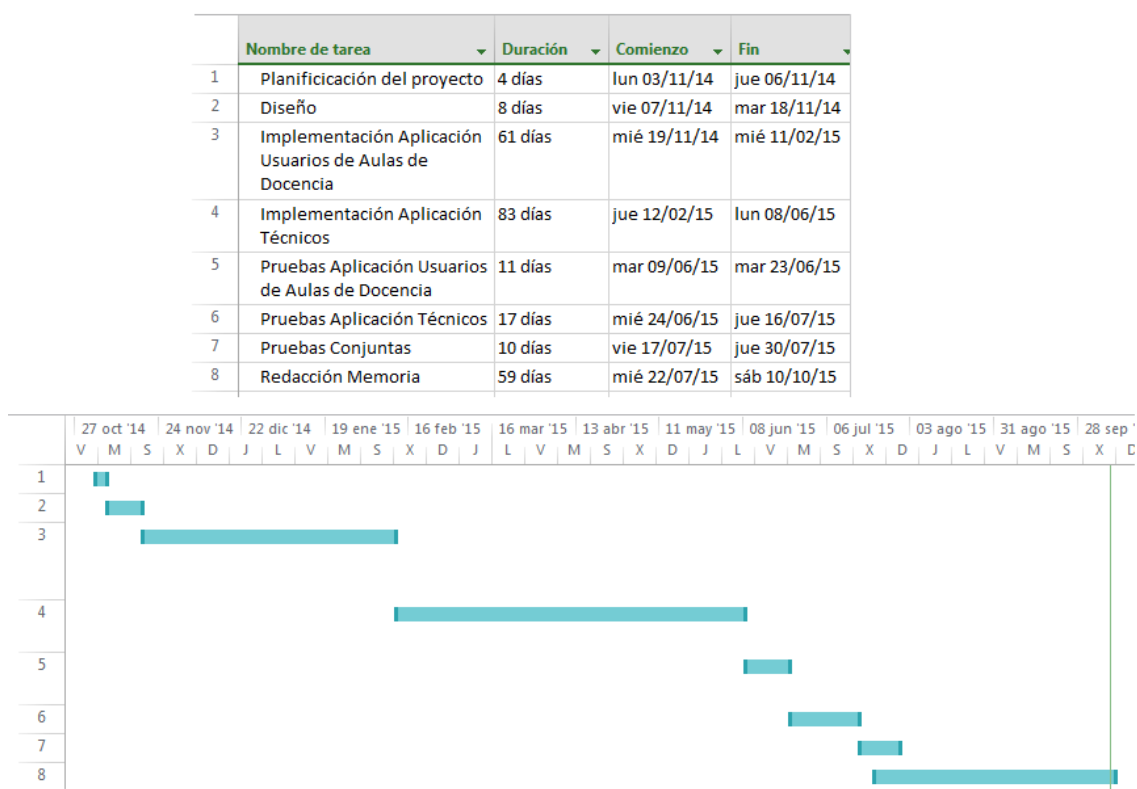 Nombre de tarea Duración Comienzo Fin
1 Planificicación del proyecto 4 días lun 03/11/14 jue 06/11/14
2 Diseño 8 días vie 07/11/14 mar 18/11/14
3 Implementación Aplicación 61 días mié 19/11/14 mié 11/02/15
Usuarios de Aulas de
Docencia
4 Implementación Aplicación 83 días jue 12/02/15 lun 08/06/15
Técnicos
5 Pruebas Aplicación Usuarios 11 días mar 09/06/15 mar 23/06/15
de Aulas de Docencia
6 Pruebas Aplicación Técnicos 17 días mié 24/06/15 jue 16/07/15
7 Pruebas Conjuntas 10 días vie 17/07/15 jue 30/07/15
8 Redacción Memoria 59 días mié 22/07/15 sáb 10/10/15
27 oct '14 24 nov '14 22 dic '14 19 ene '15 16 feb '15 16 mar '15 13 abr '15 11 may '15 08 jun '15 06 jul '15 03 ago '15 31 ago '15 28 sep '
V M S X D J L V M S X D J L V M S X D J L V M S X D J L V M S X D
1
2
3
4
5
6
7
8